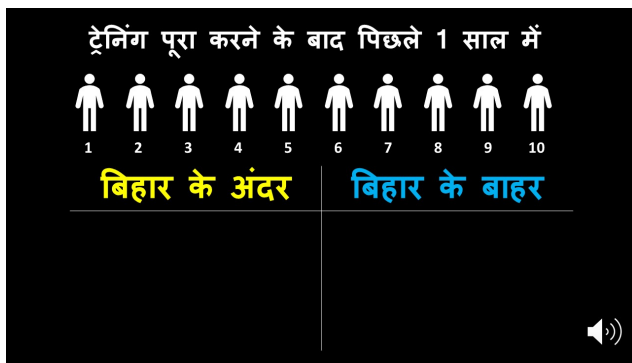 ट्रेनिंग पूरा करने के बाद पिछले 1 साल में
1 2 3 4 5 6 7 8 9 10
बिहार के अंदर बिहार के बाहर